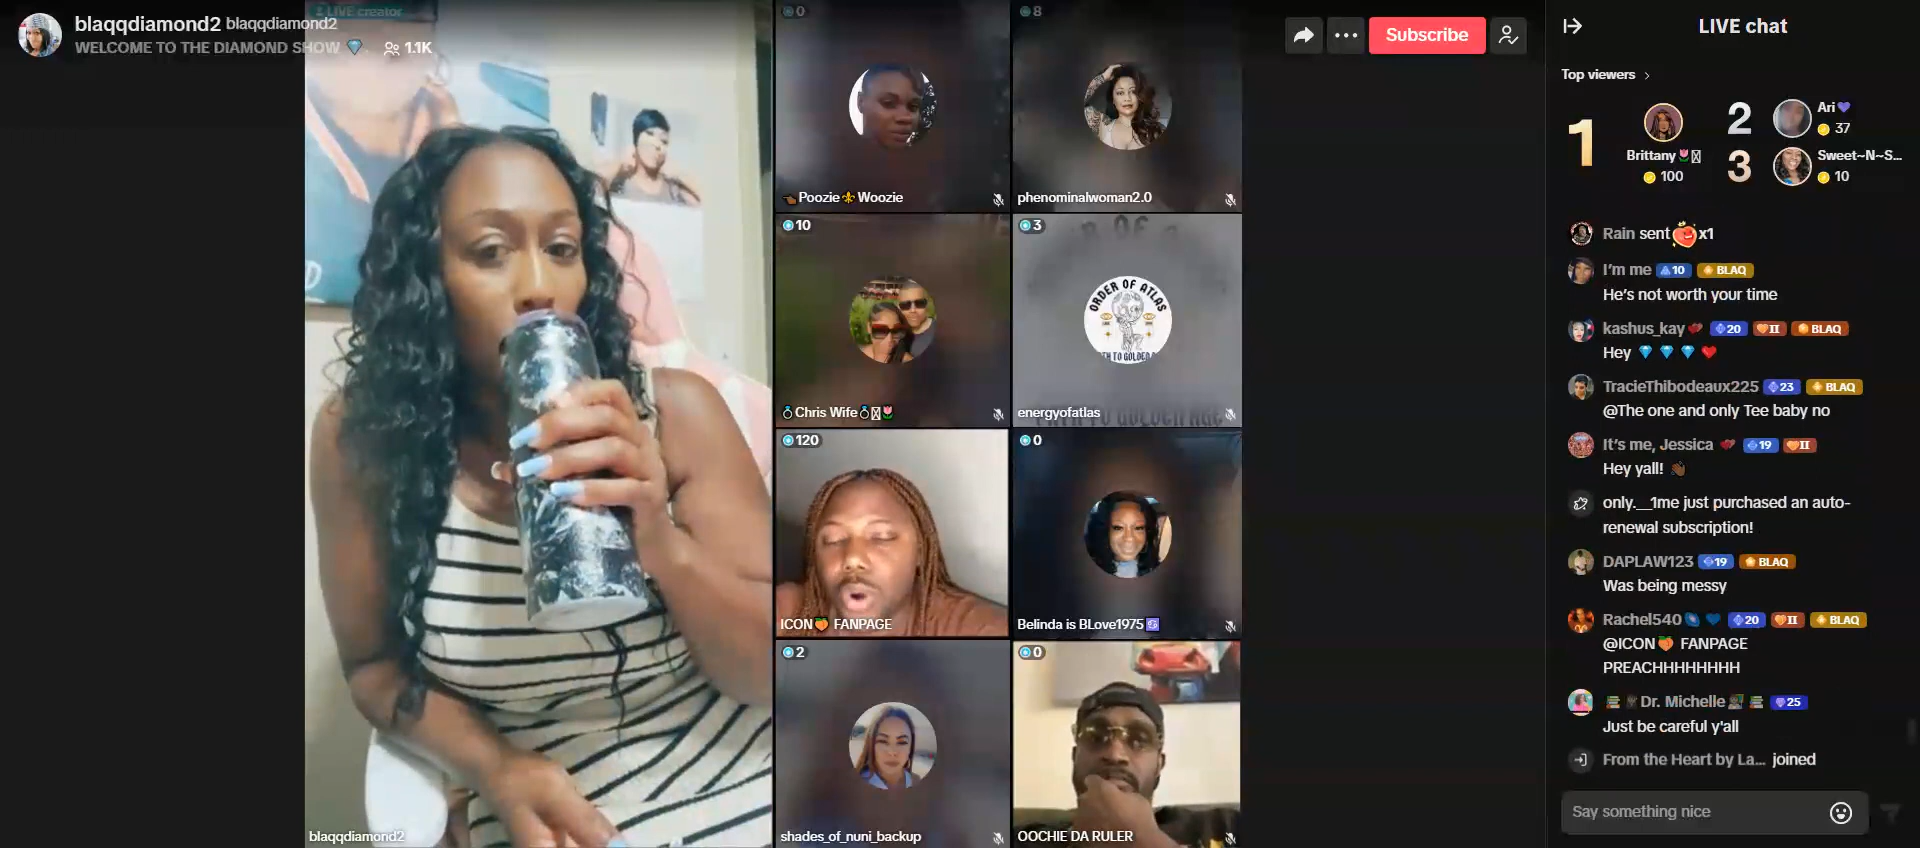 LIVE creator
blaqqdiamond2 blaqqdiamond2
WELCOME TO THE DIAMOND SHOW 💎 1.1K
Subscribe
0
Poozie⚜Woozie
8
phenominalwoman2.0
10
💍Chris Wife💍🌷
3
ORDER OF ATLAS
energyofatlas
120
ICON🍑 FANPAGE
0
Belinda is BLove1975♋
2
shades_of_nuni_backup
0
OOCHIE DA RULER
blaqqdiamond2
LIVE chat
Top viewers >
1
Brittany🌷
100
2
Ari💜
37
3
Sweet~N~S...
10
Rain sent x1
I'm me 10 BLAQ
He's not worth your time
kashus_kay 20 II BLAQ
Hey 💎 💎 💎 ❤️
TracieThibodeaux225 23 BLAQ
@The one and only Tee baby no
It's me, Jessica 19 II
Hey yall! 👋🏾
only.__1me just purchased an auto-
renewal subscription!
DAPLAW123 19 BLAQ
Was being messy
Rachel540 💙 20 II BLAQ
@ICON🍑 FANPAGE
PREACHHHHHHHH
Dr. Michelle 25
Just be careful y'all
From the Heart by La... joined
Say something nice